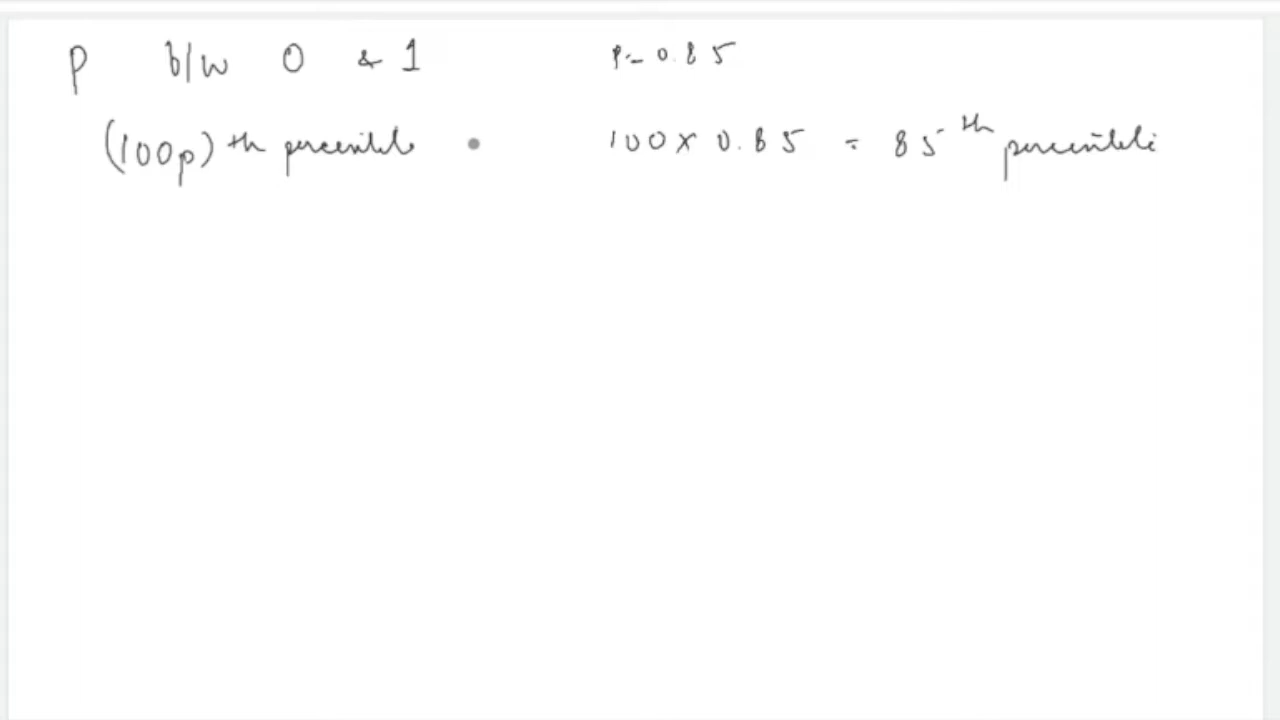 p b/w 0 & 1 p = 0.85
(100p)th percentile 100 x 0.85 = 85th percentile